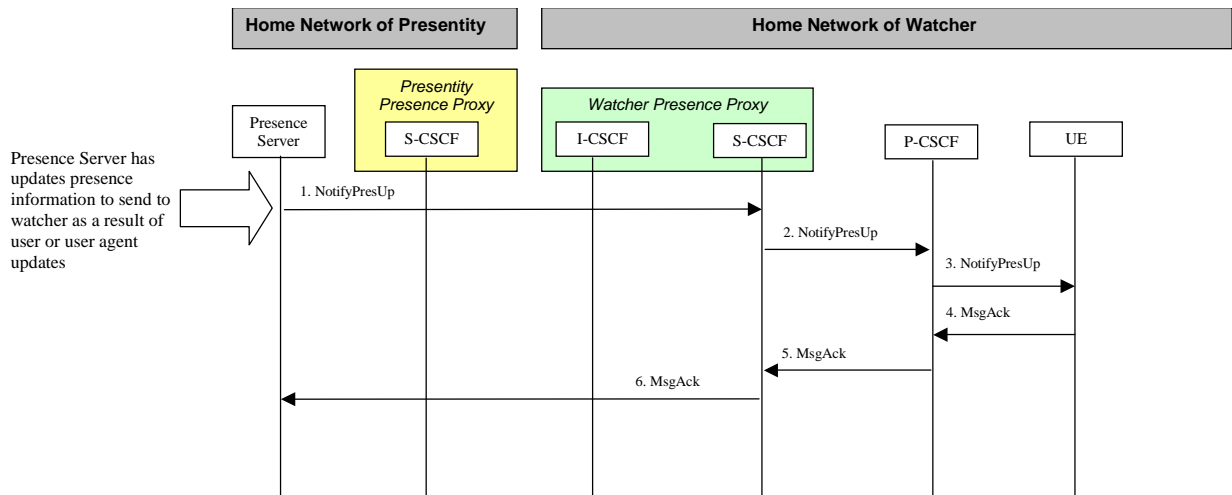 Home Network of Presentity
Home Network of Watcher
Presentity
Presence Proxy
Watcher Presence Proxy
Presence
Server
S-CSCF
I-CSCF
S-CSCF
P-CSCF
UE
Presence Server has
updates presence
information to send to
watcher as a result of
user or user agent
updates
1. NotifyPresUp
2. NotifyPresUp
3. NotifyPresUp
4. MsgAck
5. MsgAck
6. MsgAck